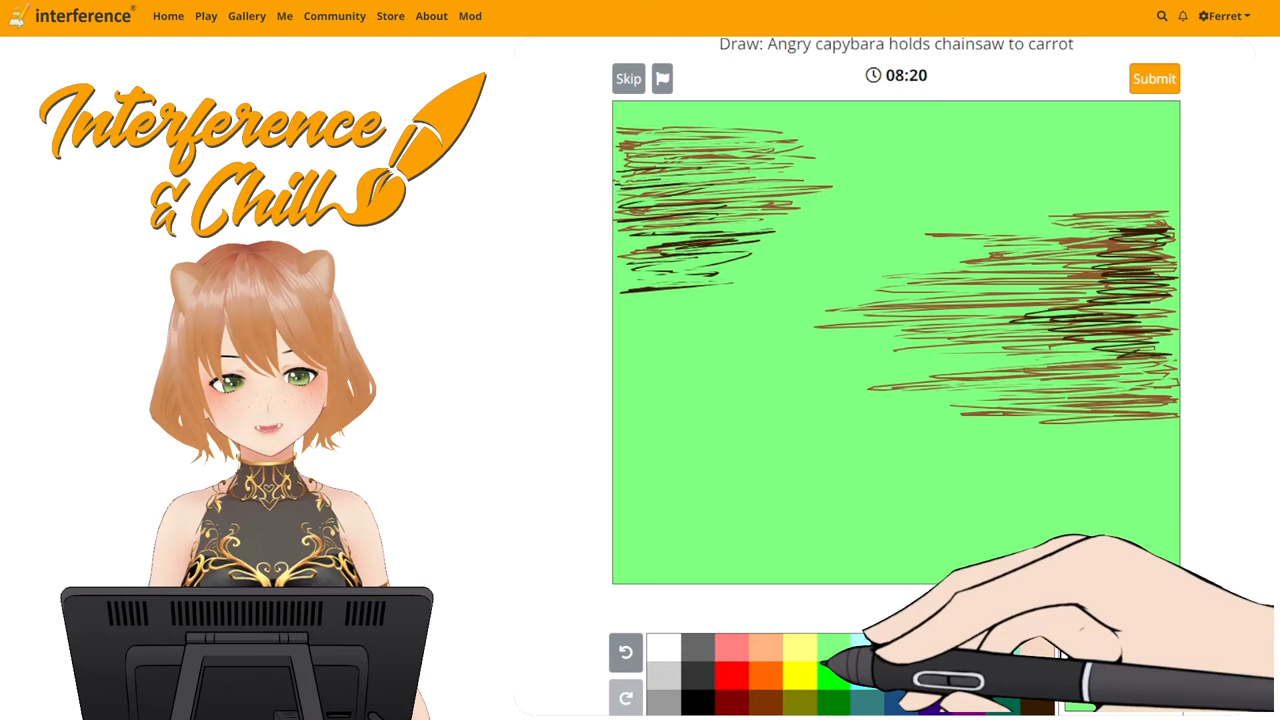 interference®
Home Play Gallery Me Community Store About Mod
Ferret
Interference
& Chill
Draw: Angry capybara holds chainsaw to carrot
Skip
08:20
Submit